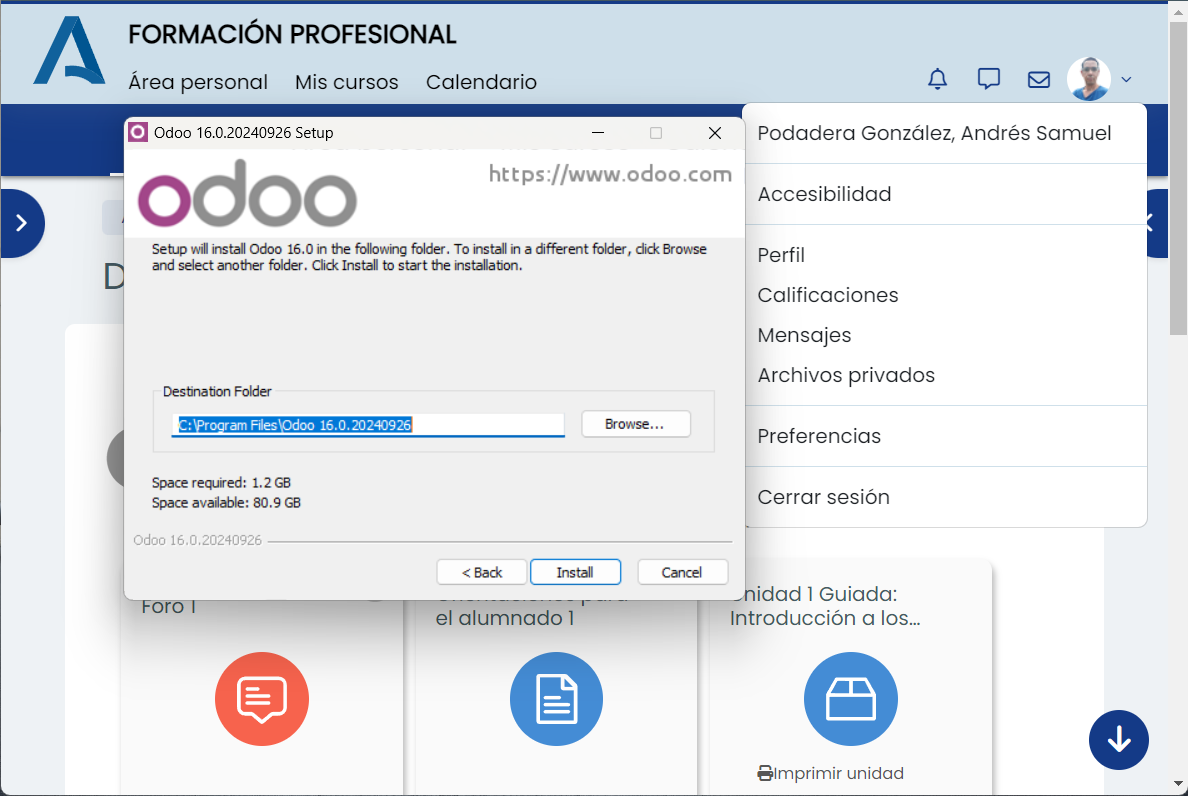 FORMACIÓN PROFESIONAL
Área personal Mis cursos Calendario
Podadera González, Andrés Samuel
Accesibilidad
Perfil
Calificaciones
Mensajes
Archivos privados
Preferencias
Cerrar sesión
Odoo 16.0.20240926 Setup
odoo
https://www.odoo.com
Setup will install Odoo 16.0 in the following folder. To install in a different folder, click Browse
and select another folder. Click Install to start the installation.
Destination Folder
C:\Program Files\Odoo 16.0.20240926
Browse...
Space required: 1.2 GB
Space available: 80.9 GB
Odoo 16.0.20240926
< Back Install Cancel
D
Foro 1
el alumnado 1
Unidad 1 Guiada:
Introducción a los...
Imprimir unidad